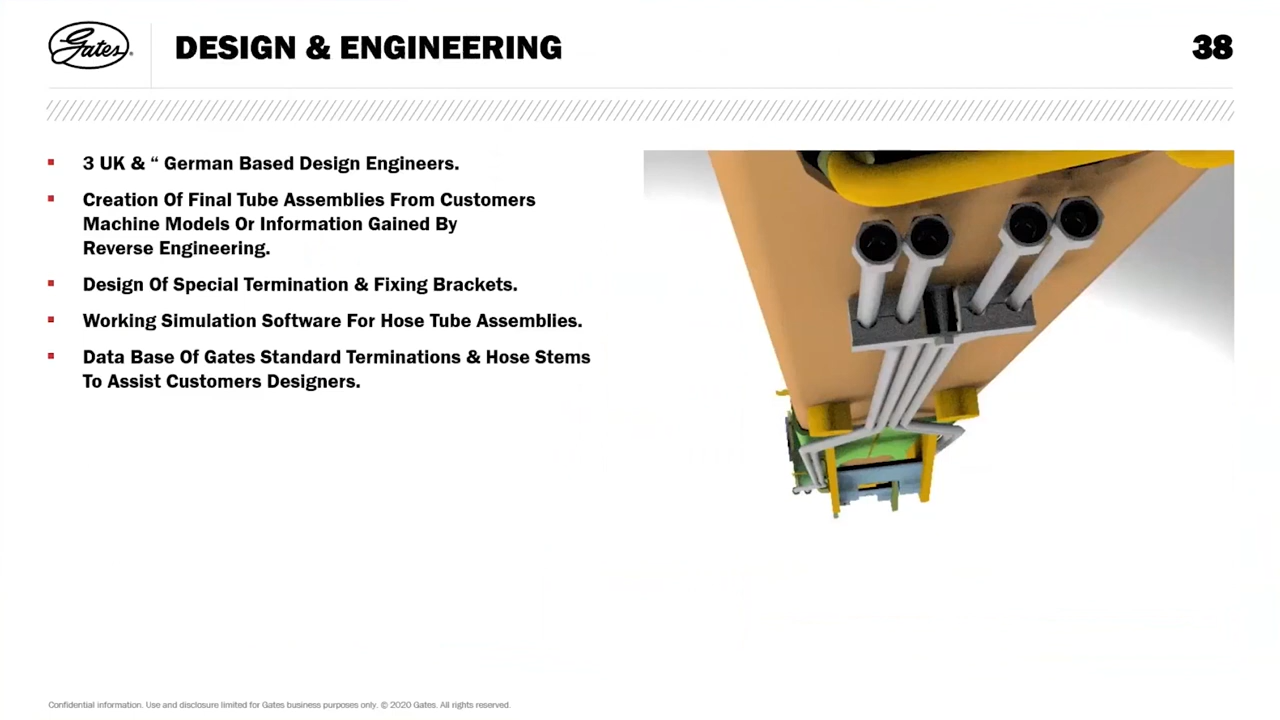 Gates
DESIGN & ENGINEERING
38
3 UK & “ German Based Design Engineers.
Creation Of Final Tube Assemblies From Customers
Machine Models Or Information Gained By
Reverse Engineering.
Design Of Special Termination & Fixing Brackets.
Working Simulation Software For Hose Tube Assemblies.
Data Base Of Gates Standard Terminations & Hose Stems
To Assist Customers Designers.
Confidential information. Use and disclosure limited for Gates business purposes only. © 2020 Gates. All rights reserved.